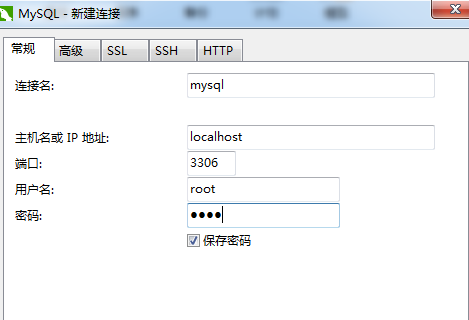 MySQL - 新建连接
常规 高级 SSL SSH HTTP
连接名: mysql
主机名或 IP 地址: localhost
端口: 3306
用户名: root
密码: ●●●●
保存密码